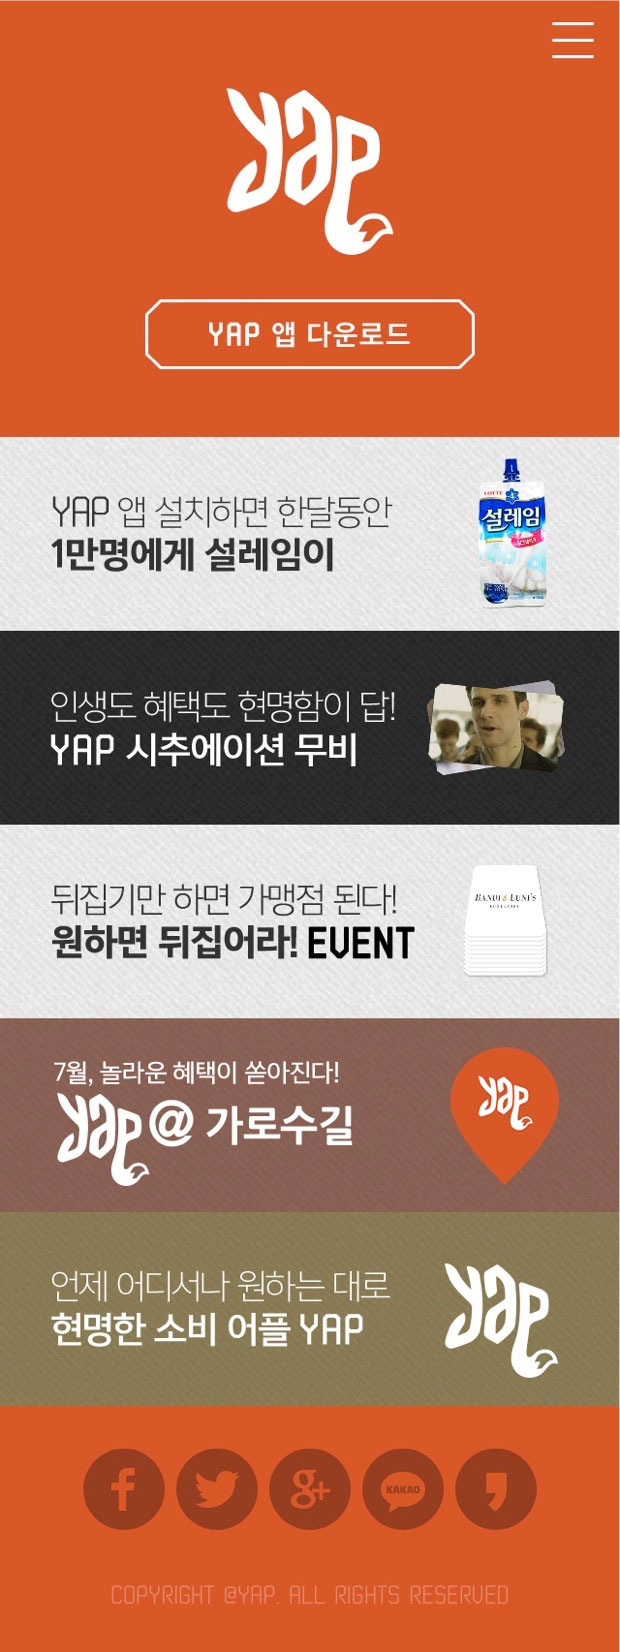 yap
YAP 앱 다운로드
YAP 앱 설치하면 한달동안
1만명에게 설레임이
LOTTE
설레임
인생도 혜택도 현명함이 답!
YAP 시추에이션 무비
뒤집기만 하면 가맹점 된다!
원하면 뒤집어라! EVENT
BANDI & LUNI'S
7월, 놀라운 혜택이 쏟아진다!
yap@ 가로수길
yap
언제 어디서나 원하는 대로
현명한 소비 어플 YAP
yap
f g+ KAKAO
COPYRIGHT @YAP. ALL RIGHTS RESERVED